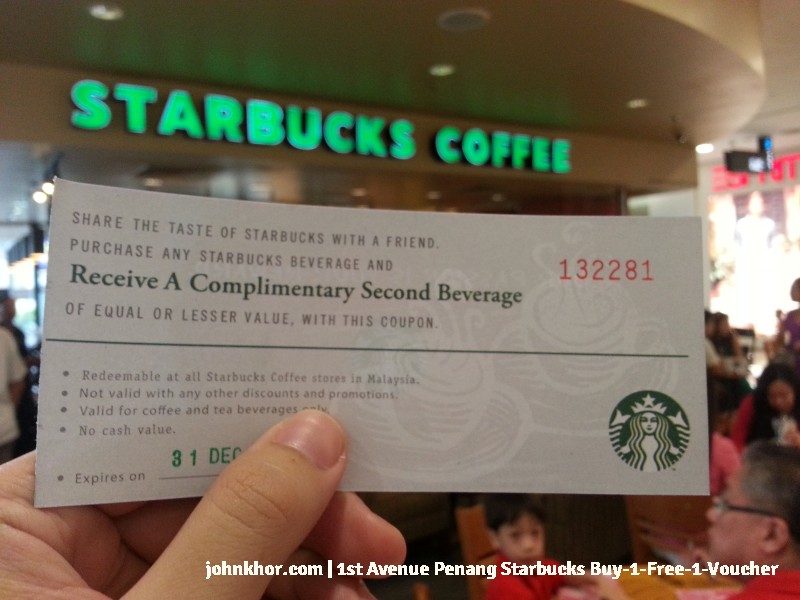 STARBUCKS COFFEE
SHARE THE TASTE OF STARBUCKS WITH A FRIEND.
PURCHASE ANY STARBUCKS BEVERAGE AND
132281
Receive A Complimentary Second Beverage
OF EQUAL OR LESSER VALUE, WITH THIS COUPON.
• Redeemable at all Starbucks Coffee stores in Malaysia.
• Not valid with any other discounts and promotions.
• Valid for coffee and tea beverages only.
• No cash value.
• Expires on 31 DEC
johnkhor.com | 1st Avenue Penang Starbucks Buy-1-Free-1-Voucher